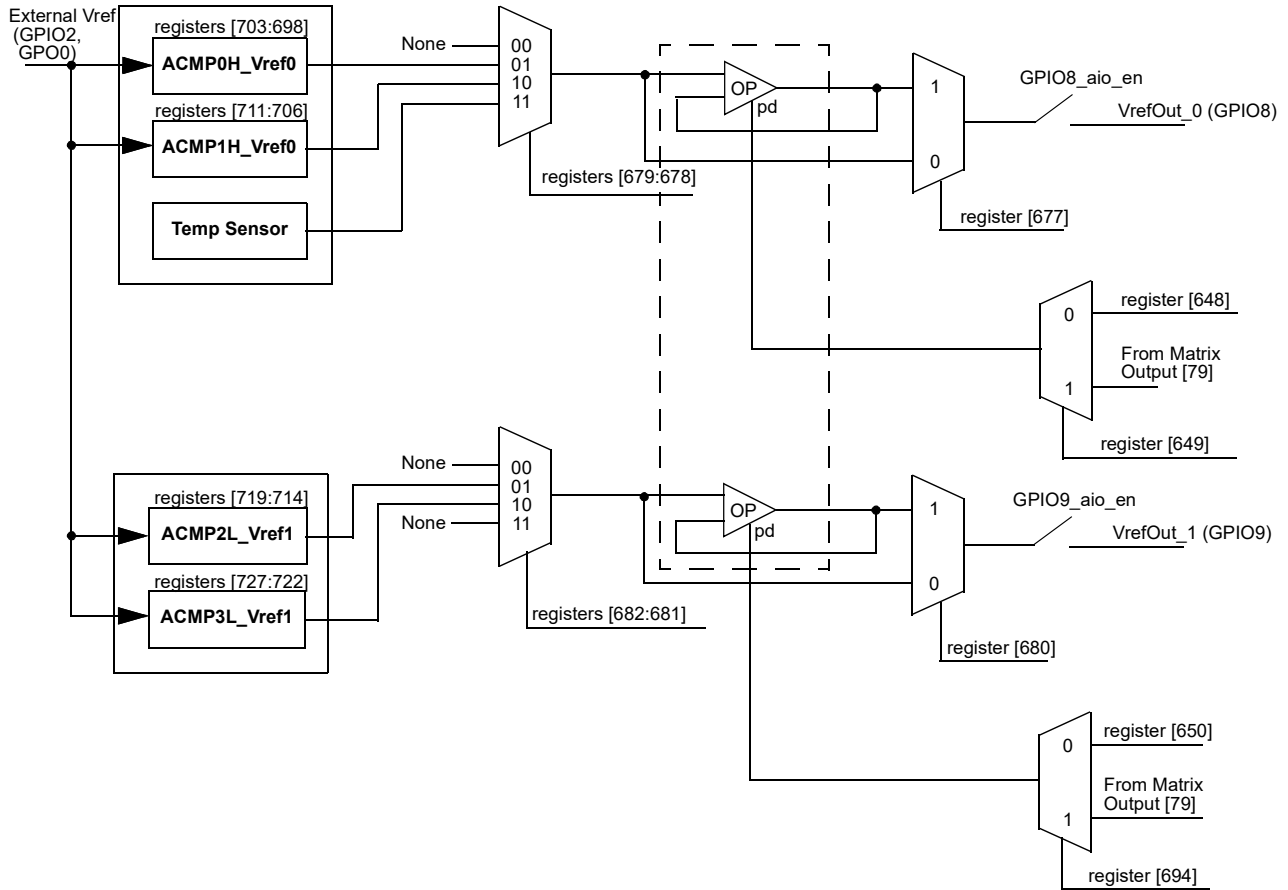 External Vref
(GPIO2,
GPO0)
registers [703:698]
ACMP0H_Vref0
registers [711:706]
ACMP1H_Vref0
Temp Sensor
None
00
01
10
11
registers [679:678]
OP
pd
1
0
register [677]
GPIO8_aio_en
VrefOut_0 (GPIO8)
0
1
register [648]
From Matrix
Output [79]
register [649]
registers [719:714]
ACMP2L_Vref1
registers [727:722]
ACMP3L_Vref1
None
None
00
01
10
11
registers [682:681]
OP
pd
1
0
register [680]
GPIO9_aio_en
VrefOut_1 (GPIO9)
0
1
register [650]
From Matrix
Output [79]
register [694]